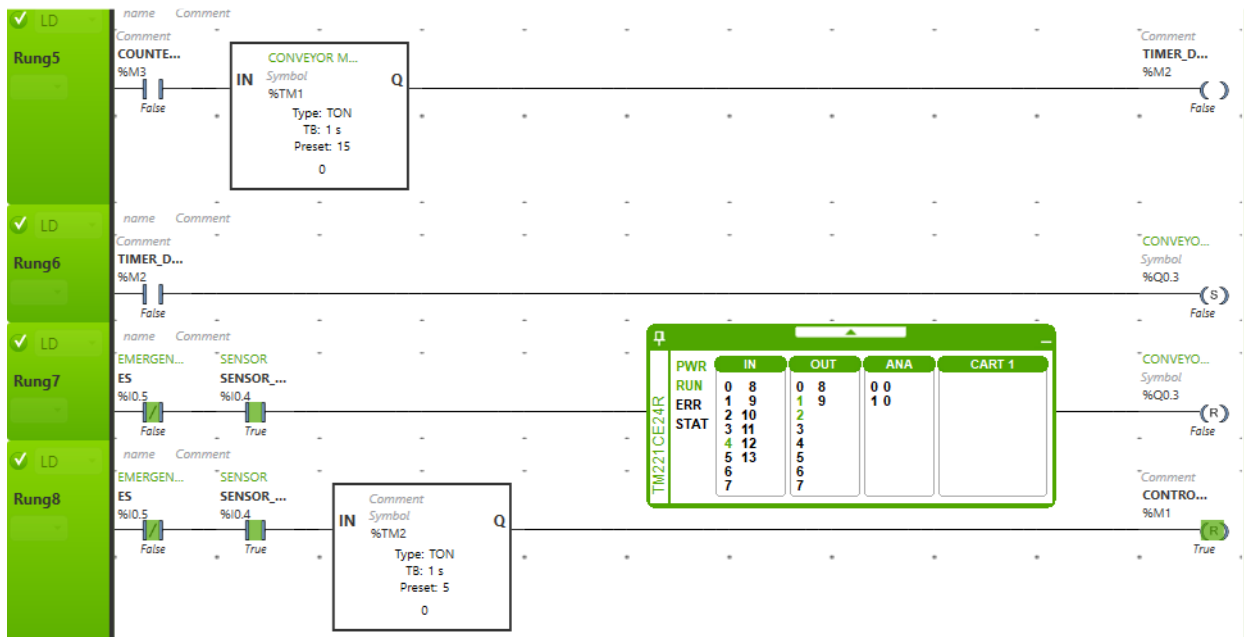 LD
name Comment
Rung5
Comment
COUNTE...
%M3
False
CONVEYOR M...
IN Symbol Q
%TM1
Type: TON
TB: 1 s
Preset: 15
0
Comment
TIMER_D...
%M2
False
LD
name Comment
Rung6
Comment
TIMER_D...
%M2
False
CONVEYO...
Symbol
%Q0.3
S
False
LD
name Comment
Rung7
EMERGEN...
ES
%I0.5
False
SENSOR
SENSOR_...
%I0.4
True
TM221CE24R
PWR
RUN
ERR
STAT
IN
0 8
1 9
2 10
3 11
4 12
5 13
6
7
OUT
0 8
1 9
2
3
4
5
6
7
ANA
0 0
1 0
CART 1
CONVEYO...
Symbol
%Q0.3
R
False
LD
name Comment
Rung8
EMERGEN...
ES
%I0.5
False
SENSOR
SENSOR_...
%I0.4
True
Comment
IN Symbol Q
%TM2
Type: TON
TB: 1 s
Preset: 5
0
Comment
CONTRO...
%M1
R
True